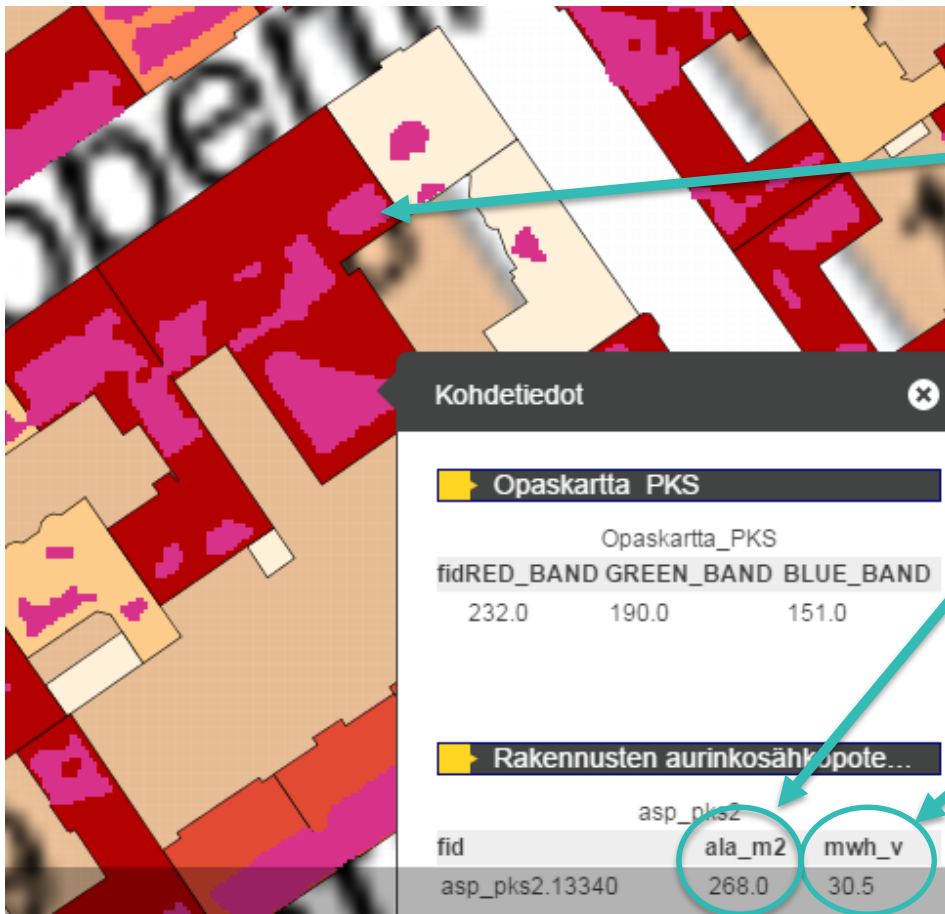 Kohdetiedot
Opaskartta PKS
Opaskartta_PKS
fidRED_BAND GREEN_BAND BLUE_BAND
232.0 190.0 151.0
Rakennusten aurinkosähköpote...
asp_pks2
fid ala_m2 mwh_v
asp_pks2.13340 268.0 30.5